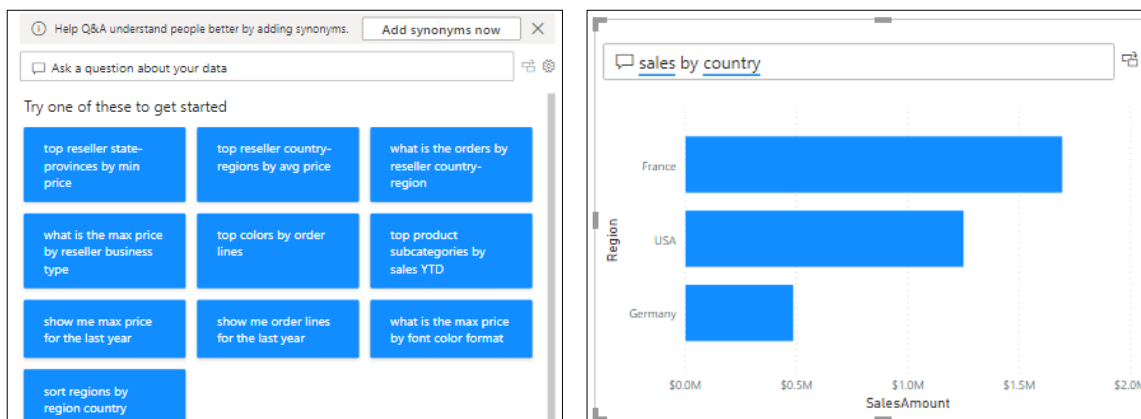 Help Q&A understand people better by adding synonyms.
Add synonyms now
Ask a question about your data
Try one of these to get started
top reseller state-
provinces by min
price
top reseller country-
regions by avg price
what is the orders by
reseller country-
region
what is the max price
by reseller business
type
top colors by order
lines
top product
subcategories by
sales YTD
show me max price
for the last year
show me order lines
for the last year
what is the max price
by font color format
sort regions by
region country
sales by country
Region
France
USA
Germany
$0.0M
$0.5M
$1.0M
$1.5M
$2.0M
SalesAmount